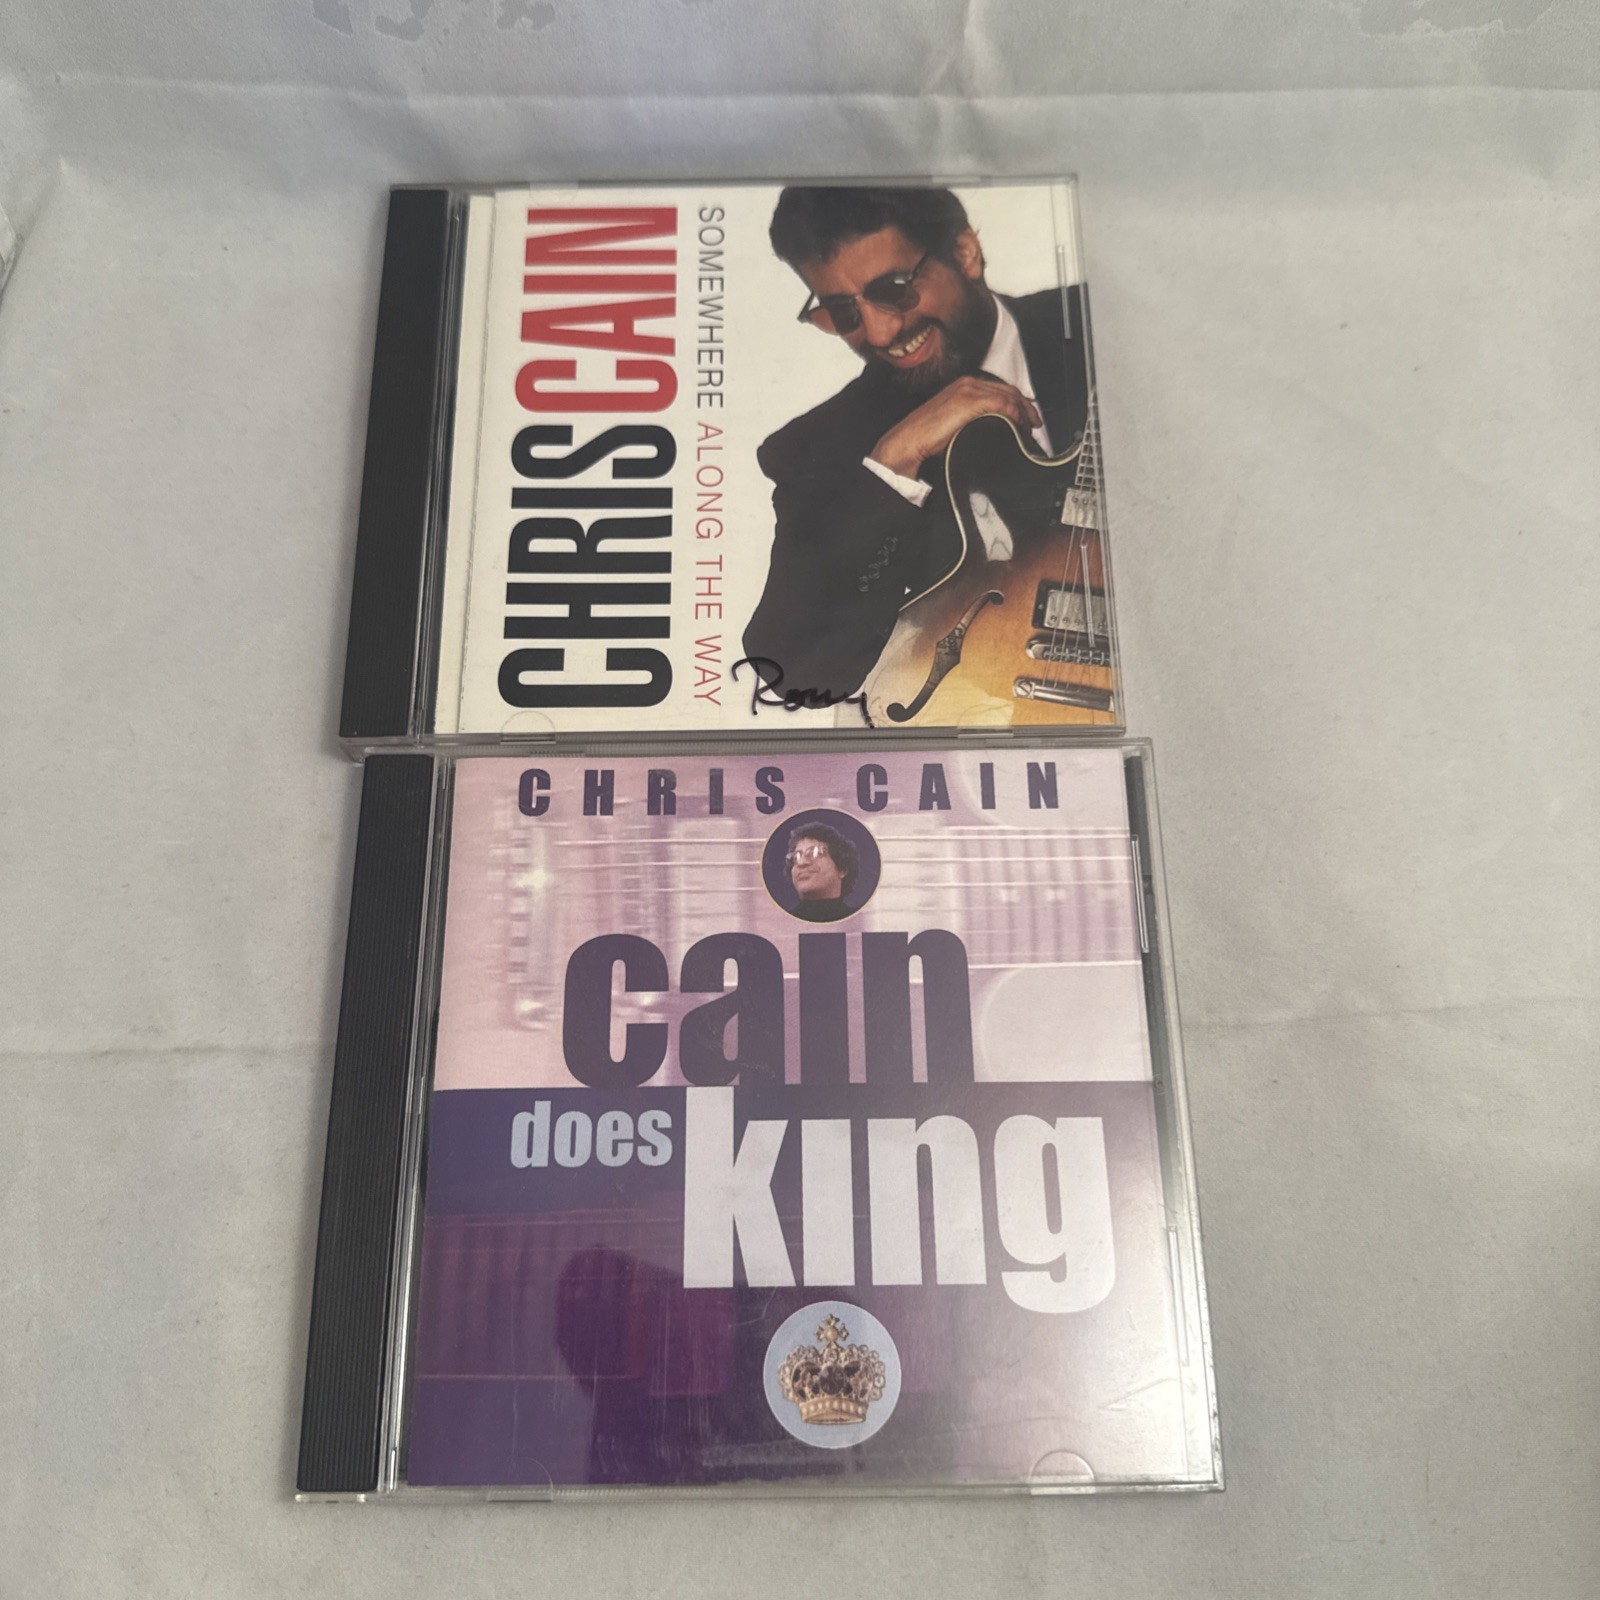 CHRIS CAIN
SOMEWHERE ALONG THE WAY
CHRIS CAIN
cain
does king